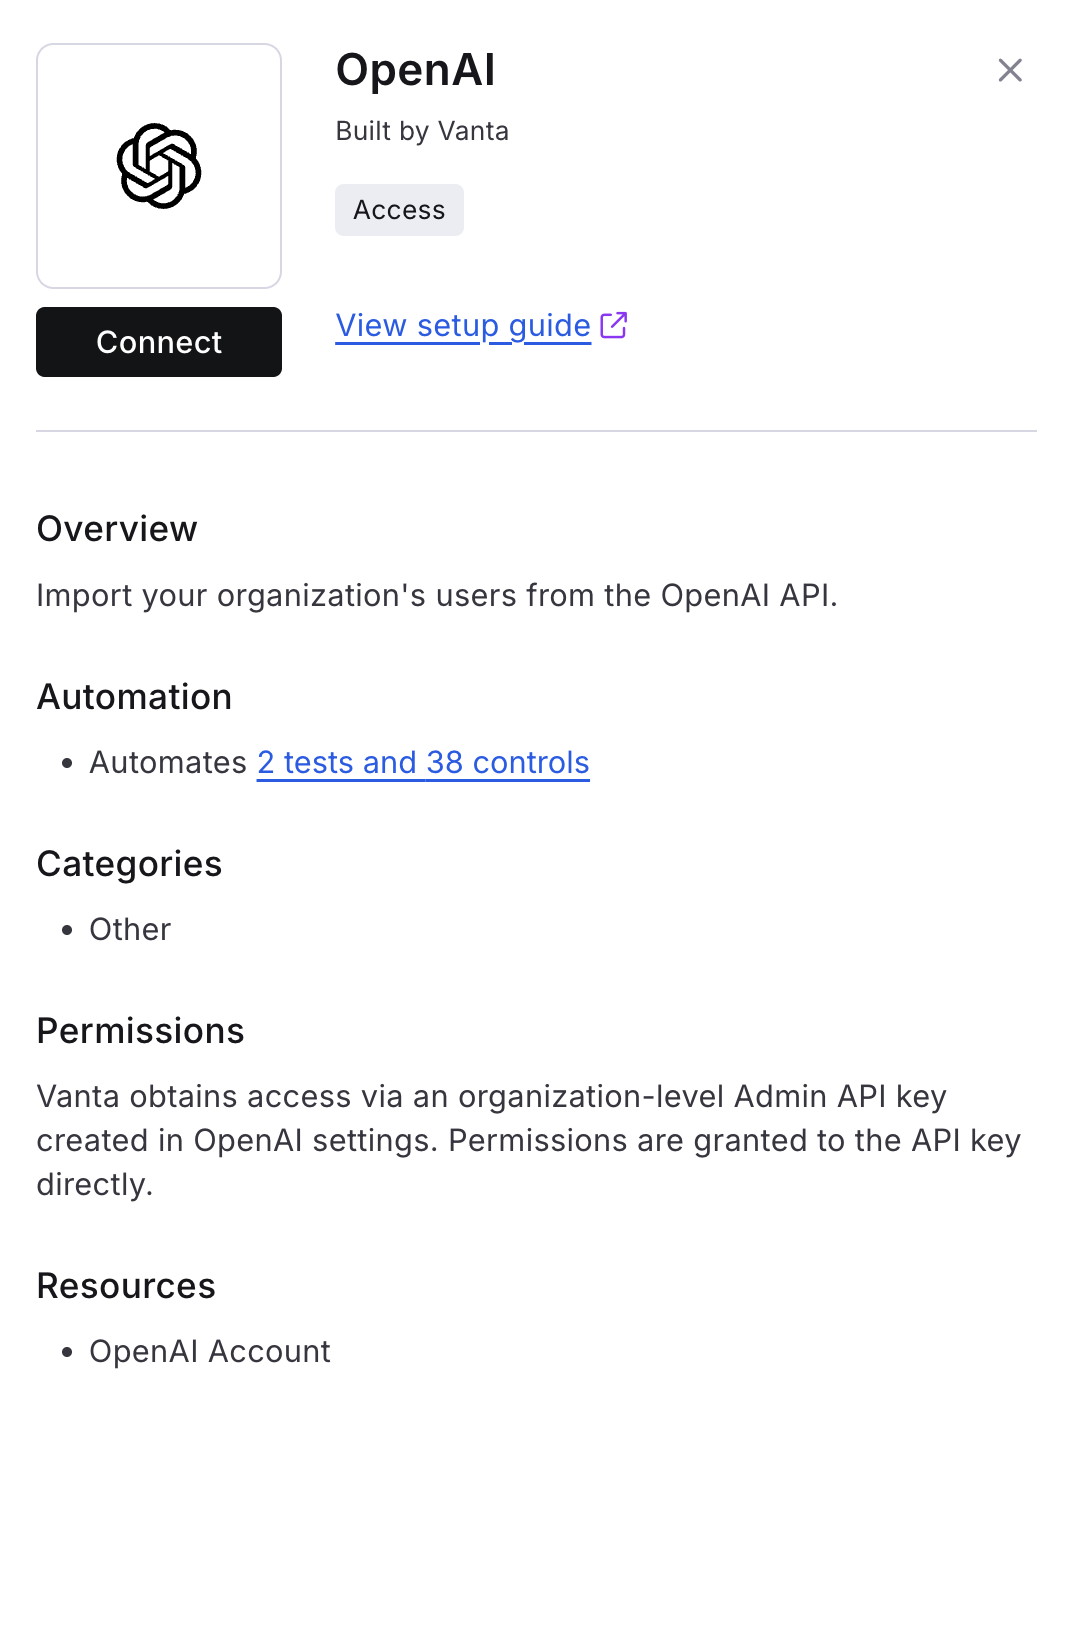 OpenAI
Built by Vanta
Access
Connect
View setup guide
Overview
Import your organization's users from the OpenAI API.
Automation
• Automates 2 tests and 38 controls
Categories
• Other
Permissions
Vanta obtains access via an organization-level Admin API key
created in OpenAI settings. Permissions are granted to the API key
directly.
Resources
• OpenAI Account